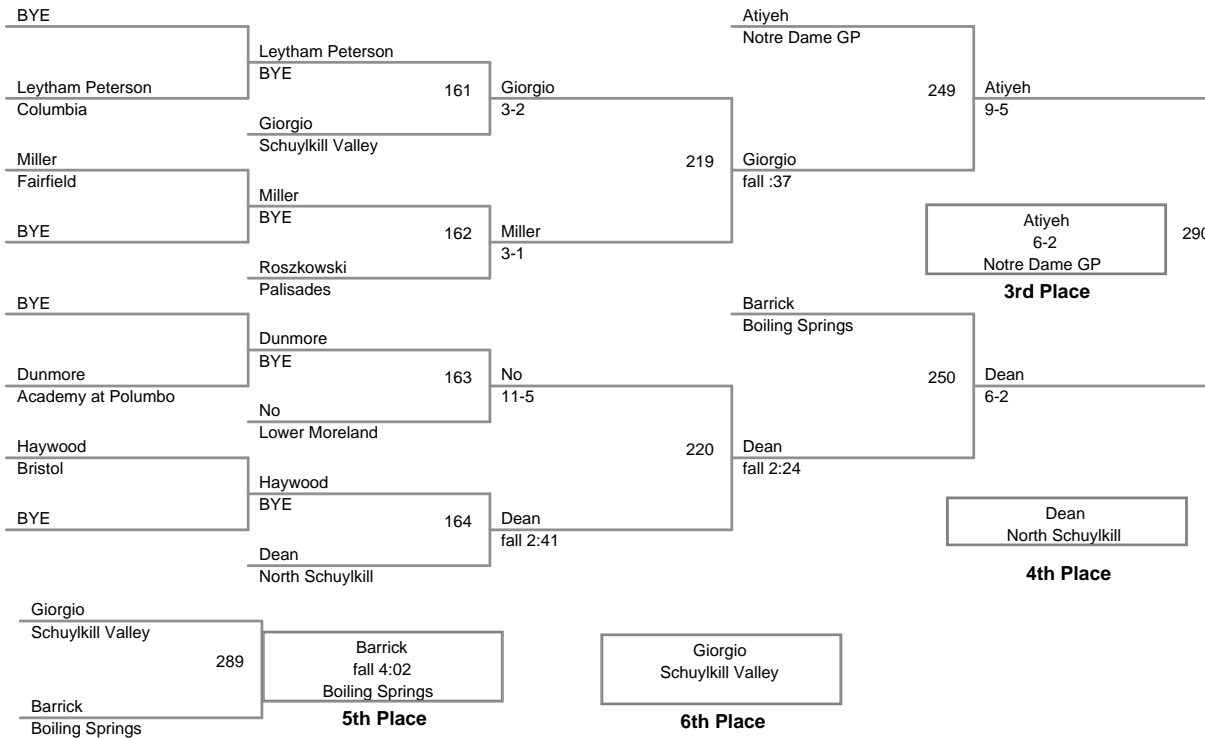 BYE
Leytham Peterson
Columbia
Miller
Fairfield
BYE
BYE
Dunmore
Academy at Polumbo
Haywood
Bristol
BYE
Leytham Peterson
BYE
161
Giorgio
Schuylkill Valley
Miller
BYE
162
Roszkowski
Palisades
Dunmore
BYE
163
No
Lower Moreland
Haywood
BYE
164
Dean
North Schuylkill
Giorgio
3-2
219
Miller
3-1
No
11-5
220
Dean
fall 2:41
Atiyeh
Notre Dame GP
249
Giorgio
fall :37
Barrick
Boiling Springs
250
Dean
fall 2:24
Atiyeh
9-5
Dean
6-2
Atiyeh
6-2
Notre Dame GP
290
3rd Place
Dean
North Schuylkill
4th Place
Giorgio
Schuylkill Valley
289
Barrick
Boiling Springs
Barrick
fall 4:02
Boiling Springs
5th Place
Giorgio
Schuylkill Valley
6th Place